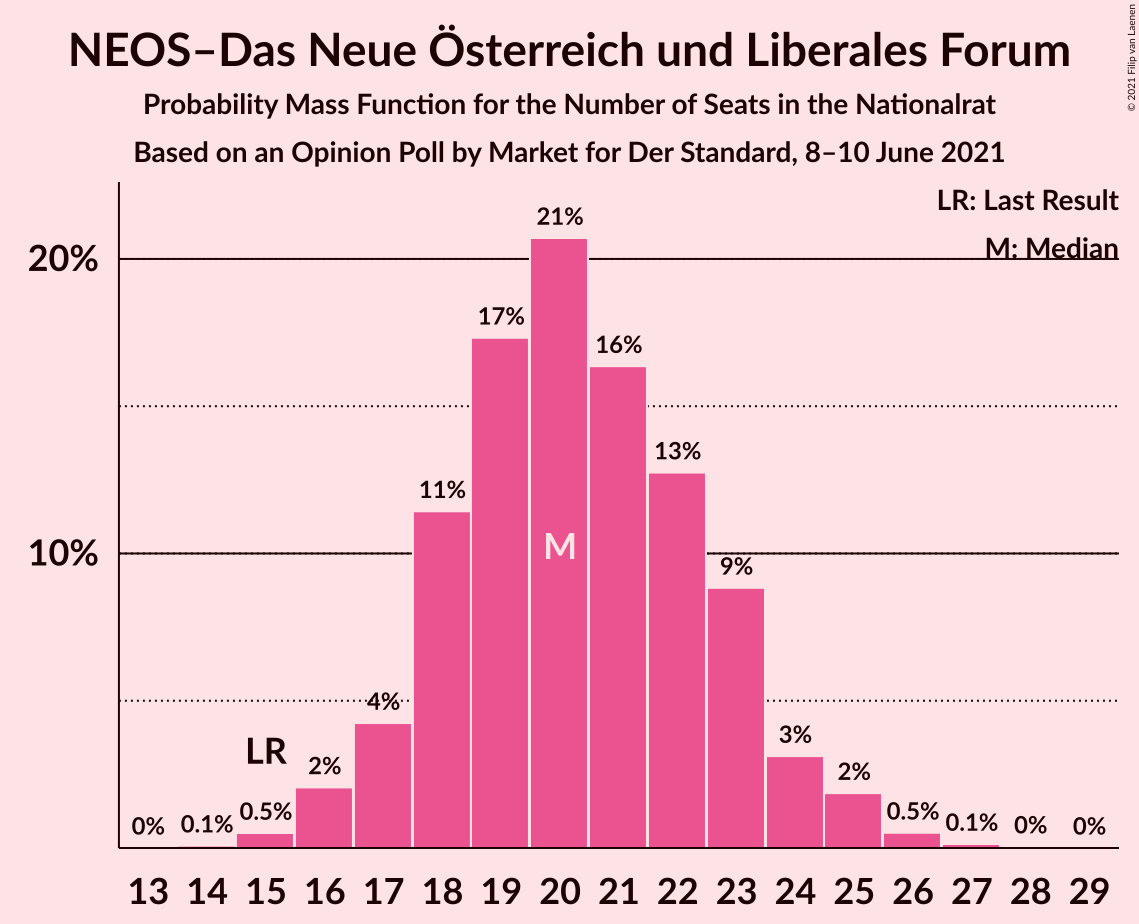 NEOS–Das Neue Österreich und Liberales Forum
Probability Mass Function for the Number of Seats in the Nationalrat
Based on an Opinion Poll by Market for Der Standard, 8–10 June 2021
© 2021 Filip van Laenen
LR: Last Result
M: Median
20%
10%
0%
0.1%
0.5%
LR
2%
4%
11%
17%
21%
M
16%
13%
9%
3%
2%
0.5%
0.1%
0%
0%
13 14 15 16 17 18 19 20 21 22 23 24 25 26 27 28 29